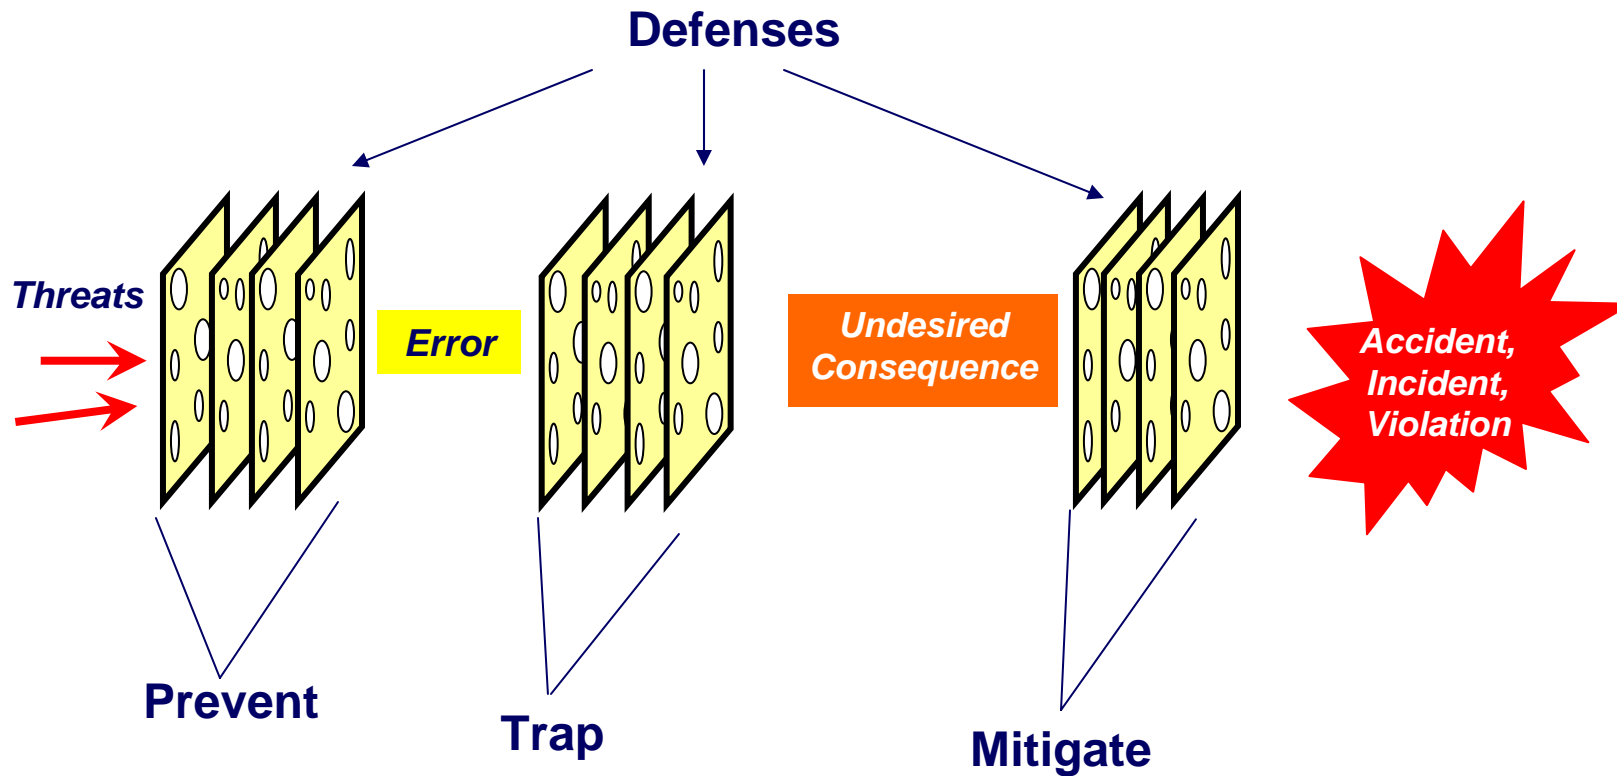 Defenses
Threats
Error
Undesired
Consequence
Accident,
Incident,
Violation
Prevent
Trap
Mitigate